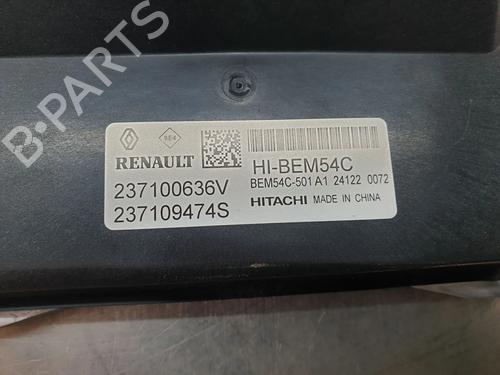 B-PARTS
RENAULT
237100636V
237109474S
HI-BEM54C
BEM54C-501 A1 24122 0072
HITACHI MADE IN CHINA